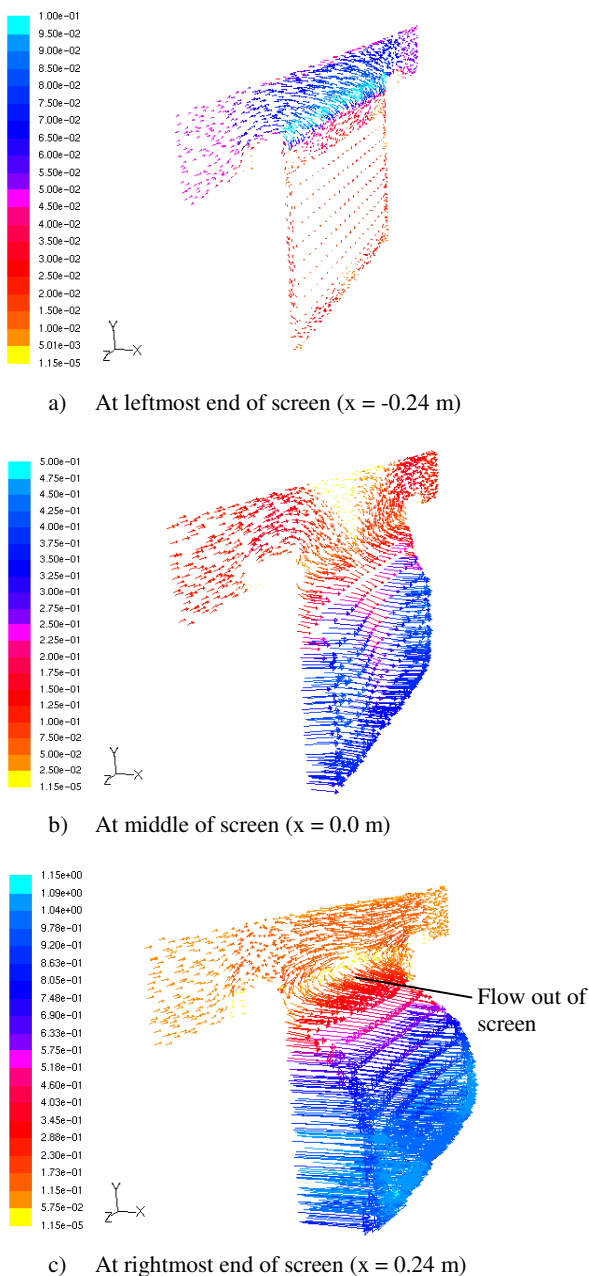 1.00e-01
9.50e-02
9.00e-02
8.50e-02
8.00e-02
7.50e-02
7.00e-02
6.50e-02
6.00e-02
5.50e-02
5.00e-02
4.50e-02
4.00e-02
3.50e-02
3.00e-02
2.50e-02
2.00e-02
1.50e-02
1.00e-02
5.01e-03
1.15e-05
Y
Z X
a) At leftmost end of screen (x = -0.24 m)
5.00e-01
4.75e-01
4.50e-01
4.25e-01
4.00e-01
3.75e-01
3.50e-01
3.25e-01
3.00e-01
2.75e-01
2.50e-01
2.25e-01
2.00e-01
1.75e-01
1.50e-01
1.25e-01
1.00e-01
7.50e-02
5.00e-02
2.50e-02
1.15e-05
Y
Z X
b) At middle of screen (x = 0.0 m)
1.15e+00
1.09e+00
1.04e+00
9.78e-01
9.20e-01
8.63e-01
8.05e-01
7.48e-01
6.90e-01
6.33e-01
5.75e-01
5.18e-01
4.60e-01
4.03e-01
3.45e-01
2.88e-01
2.30e-01
1.73e-01
1.15e-01
5.75e-02
1.15e-05
Flow out of
screen
Y
Z X
c) At rightmost end of screen (x = 0.24 m)